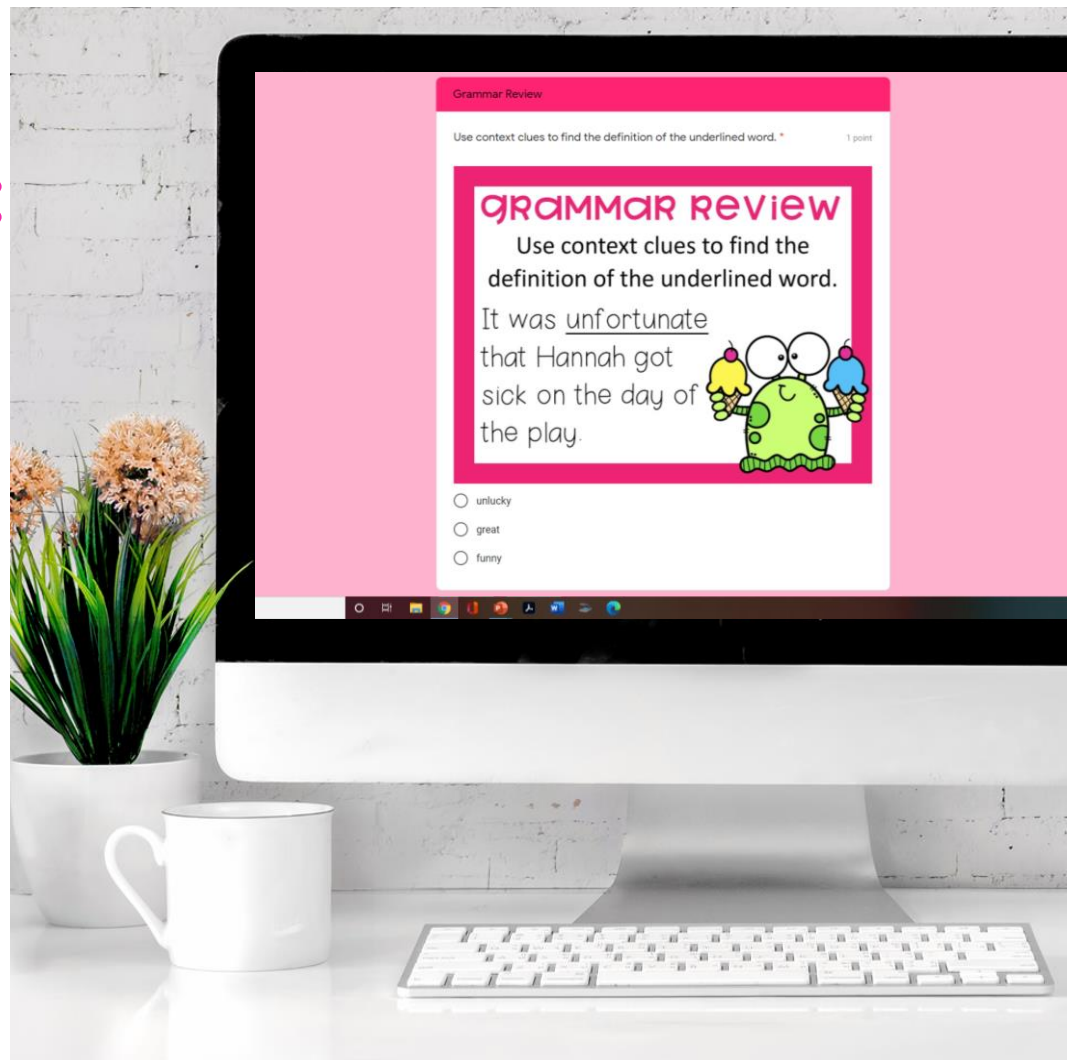 Grammar Review
Use context clues to find the definition of the underlined word. *
1 point
GRAMMAR REVIEW
Use context clues to find the
definition of the underlined word.
It was unfortunate
that Hannah got
sick on the day of
the play.
unlucky
great
funny